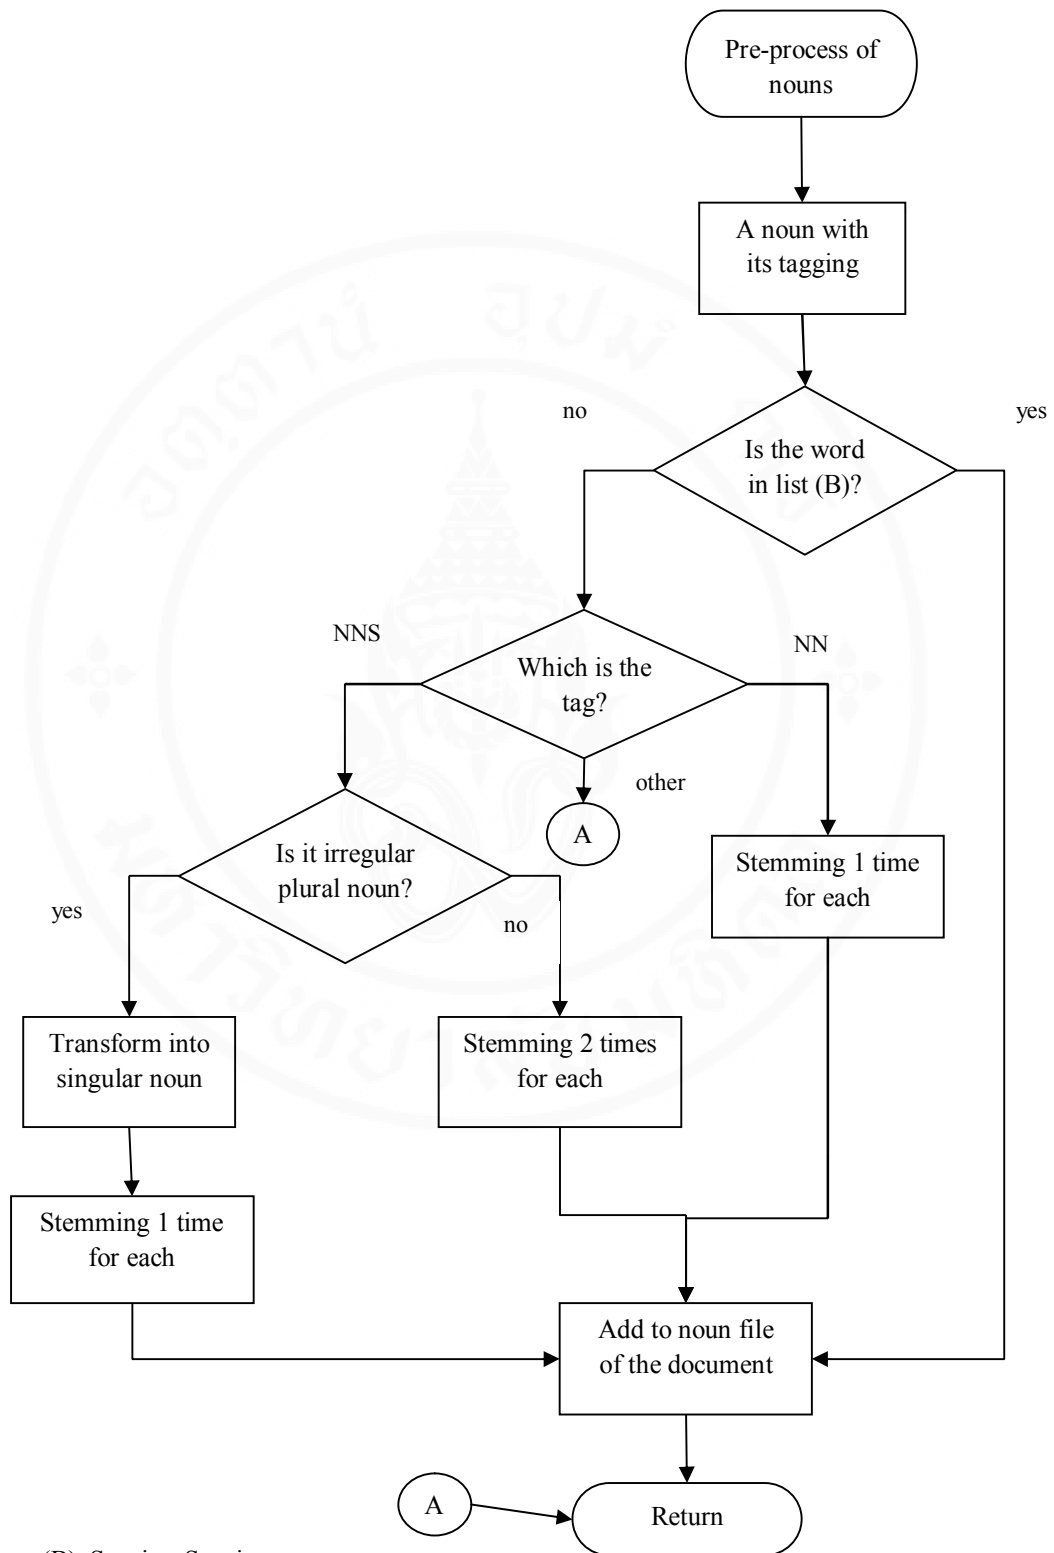 Pre-process of
nouns
A noun with
its tagging
no
yes
Is the word
in list (B)?
NNS
NN
Which is the
tag?
other
A
Is it irregular
plural noun?
Stemming 1 time
for each
yes
no
Transform into
singular noun
Stemming 2 times
for each
Stemming 1 time
for each
Add to noun file
of the document
A
Return